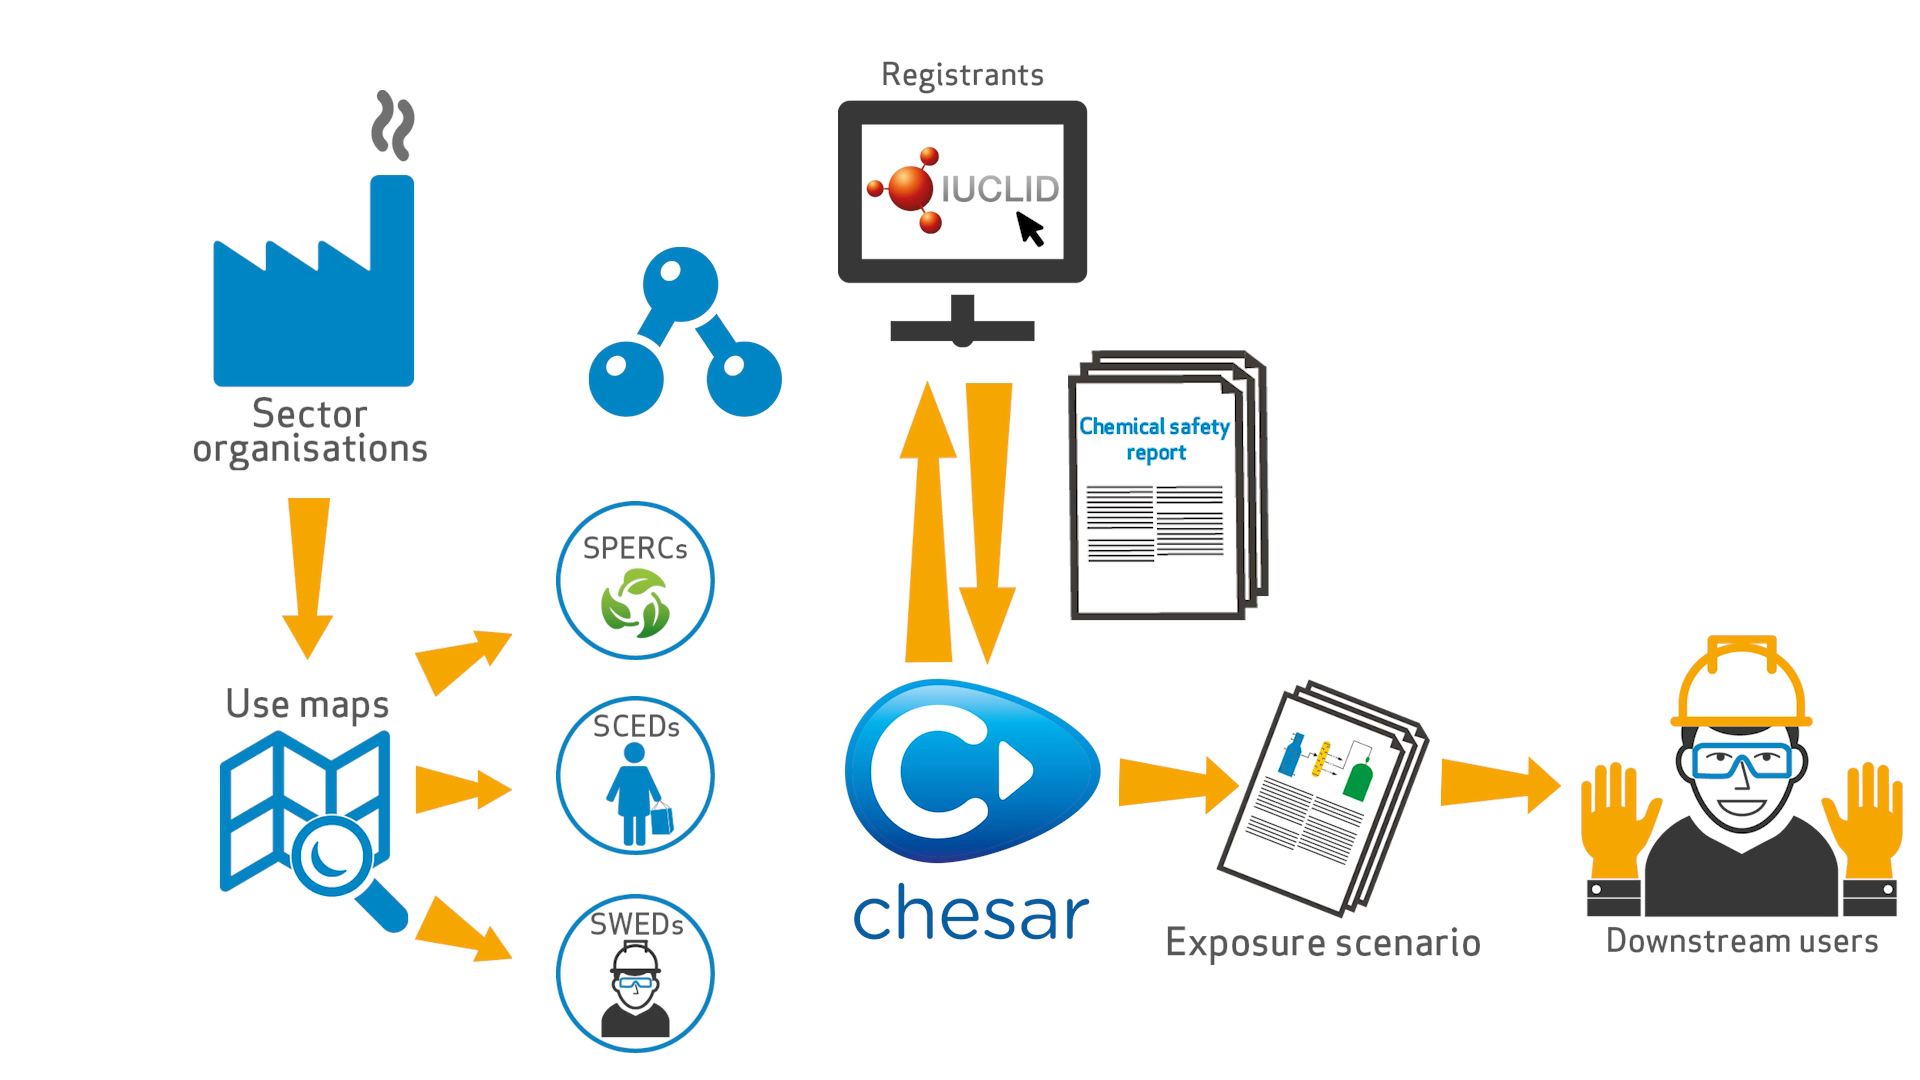 Registrants
IUCLID
Sector
organisations
Chemical safety
report
SPERCs
Use maps
SCEDs
chesar
SWEDs
Exposure scenario
Downstream users